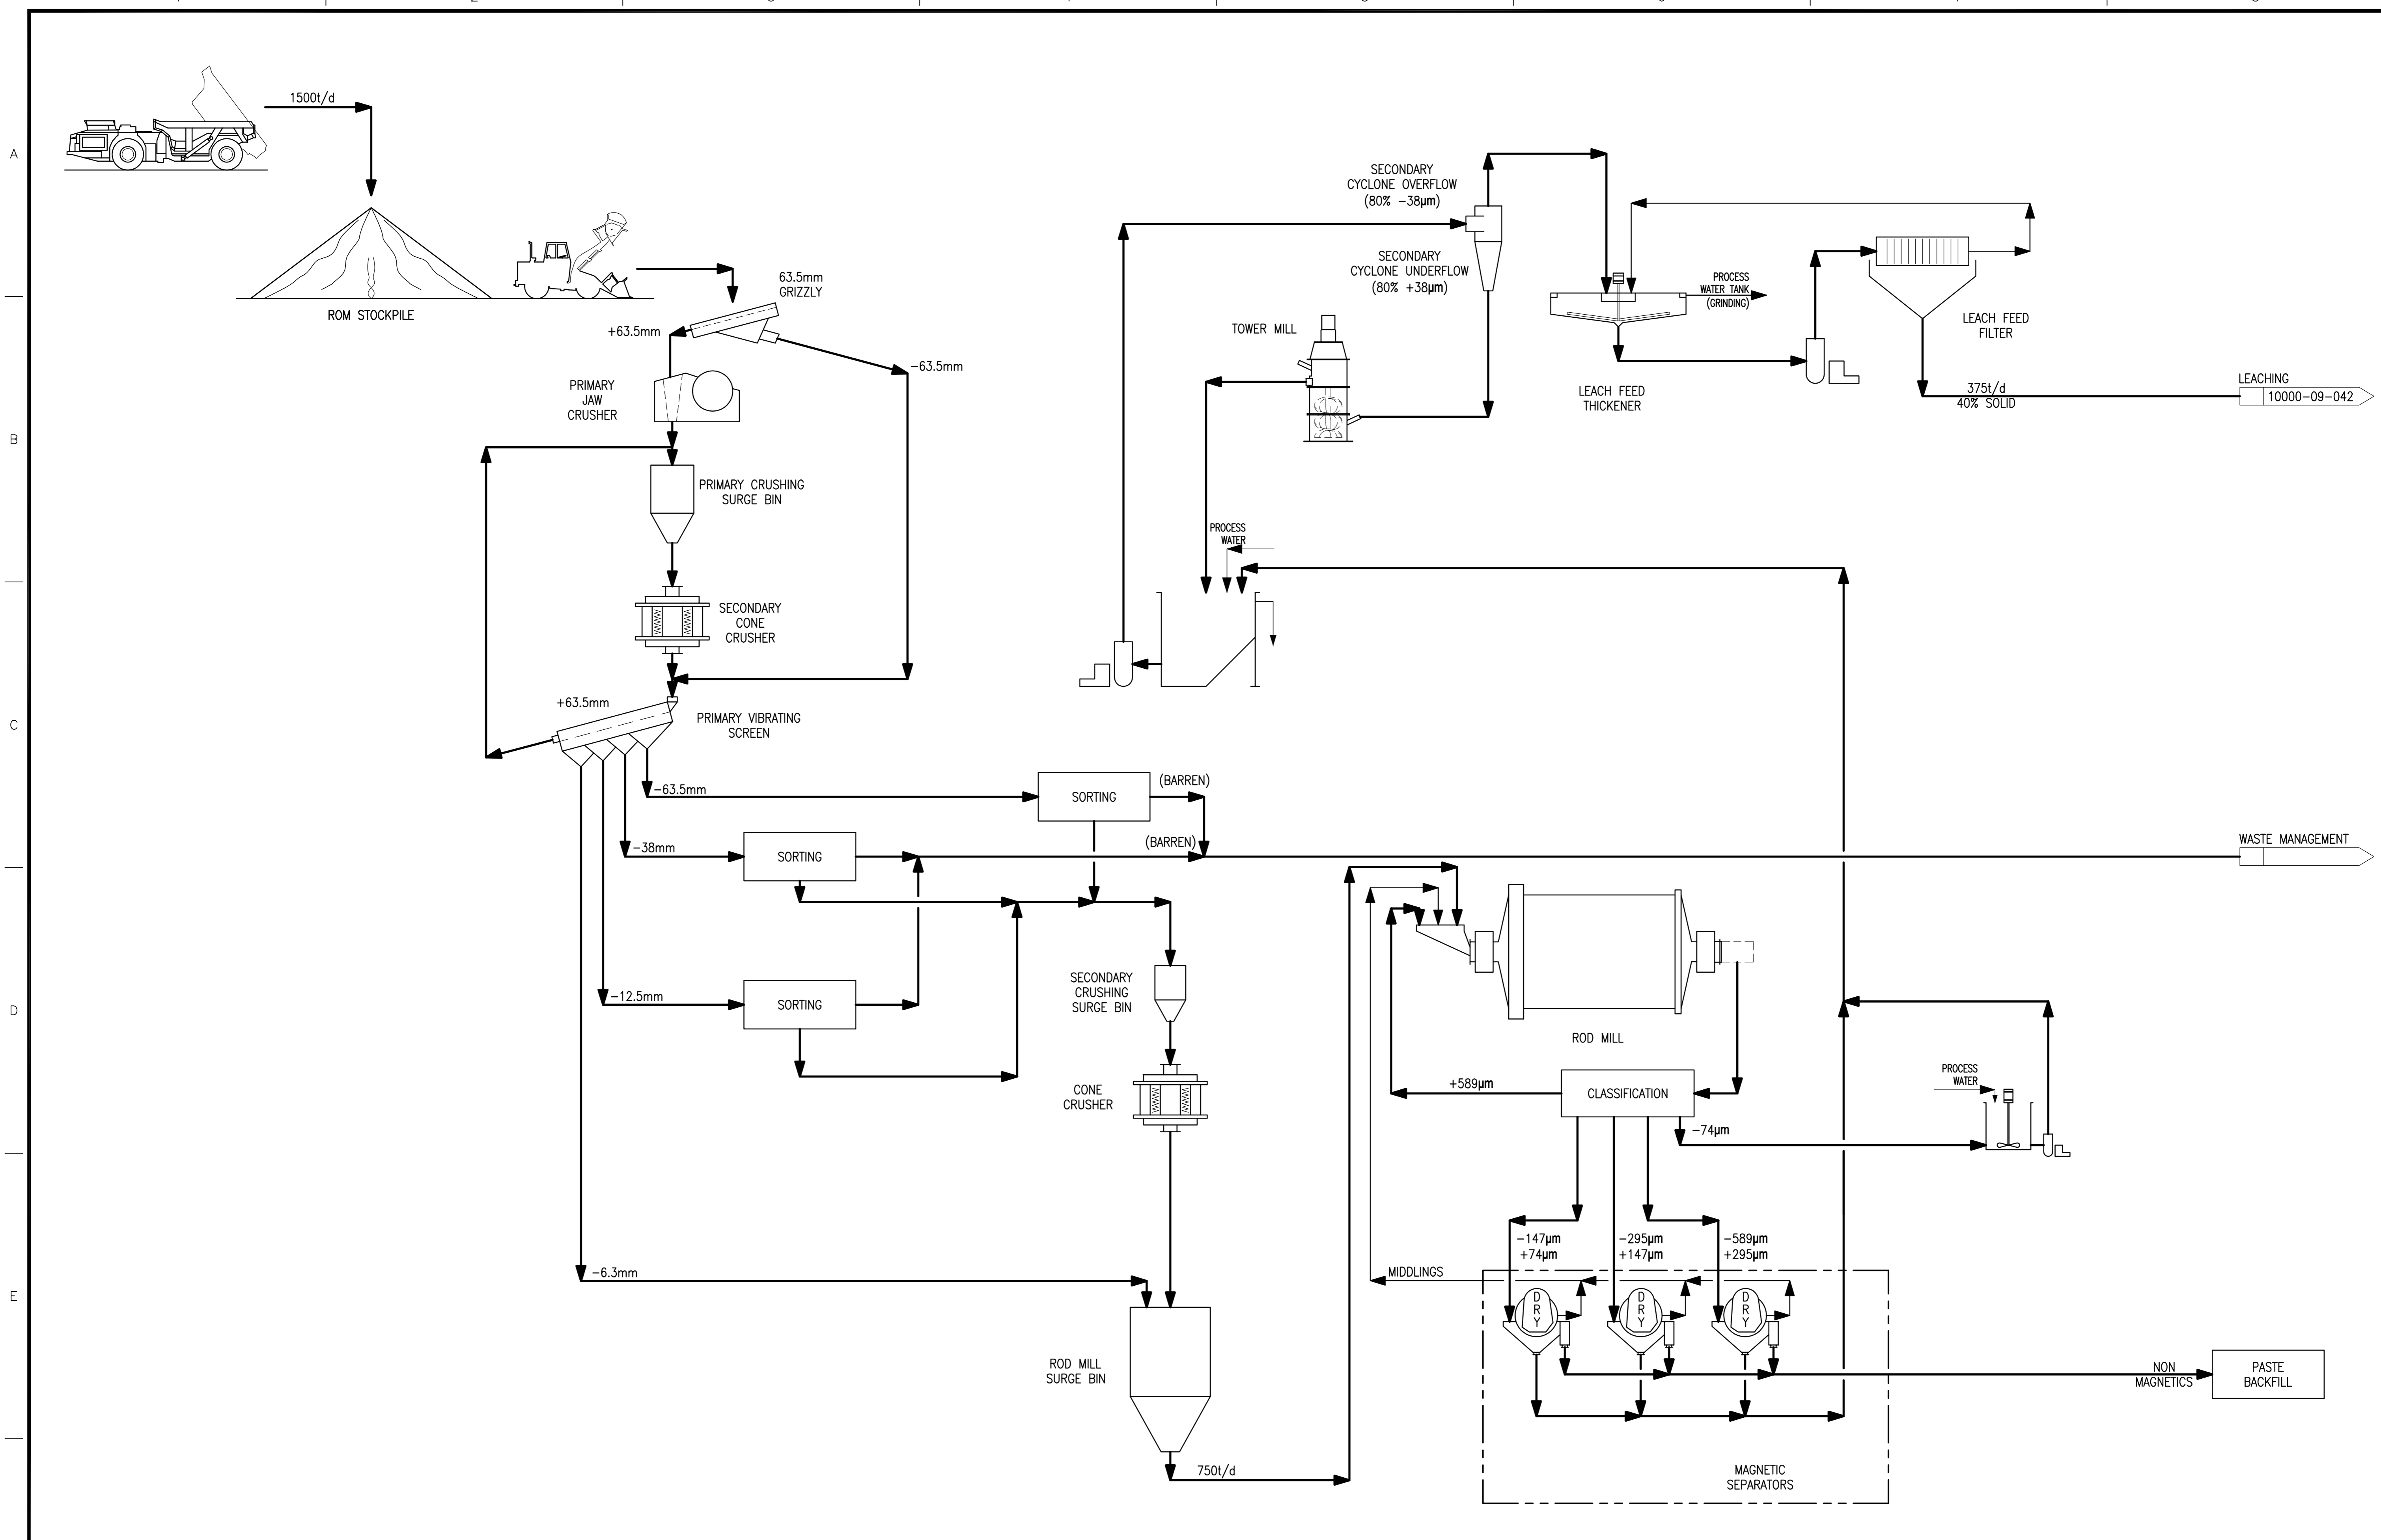 A
B
C
D
E
1500t/d
ROM STOCKPILE
63.5mm
GRIZZLY
+63.5mm
-63.5mm
PRIMARY
JAW
CRUSHER
PRIMARY CRUSHING
SURGE BIN
SECONDARY
CONE
CRUSHER
+63.5mm
PRIMARY VIBRATING
SCREEN
-63.5mm
SORTING
(BARREN)
-38mm
SORTING
(BARREN)
-12.5mm
SORTING
SECONDARY
CRUSHING
SURGE BIN
CONE
CRUSHER
-6.3mm
ROD MILL
SURGE BIN
750t/d
SECONDARY
CYCLONE OVERFLOW
(80% -38µm)
SECONDARY
CYCLONE UNDERFLOW
(80% +38µm)
TOWER MILL
PROCESS
WATER
PROCESS
WATER TANK
(GRINDING)
LEACH FEED
THICKENER
LEACH FEED
FILTER
375t/d
40% SOLID
LEACHING
10000-09-042
WASTE MANAGEMENT
ROD MILL
+589µm
CLASSIFICATION
-74µm
PROCESS
WATER
-147µm
+74µm
-295µm
+147µm
-589µm
+295µm
MIDDLINGS
DRY
DRY
DRY
NON
MAGNETICS
PASTE
BACKFILL
MAGNETIC
SEPARATORS